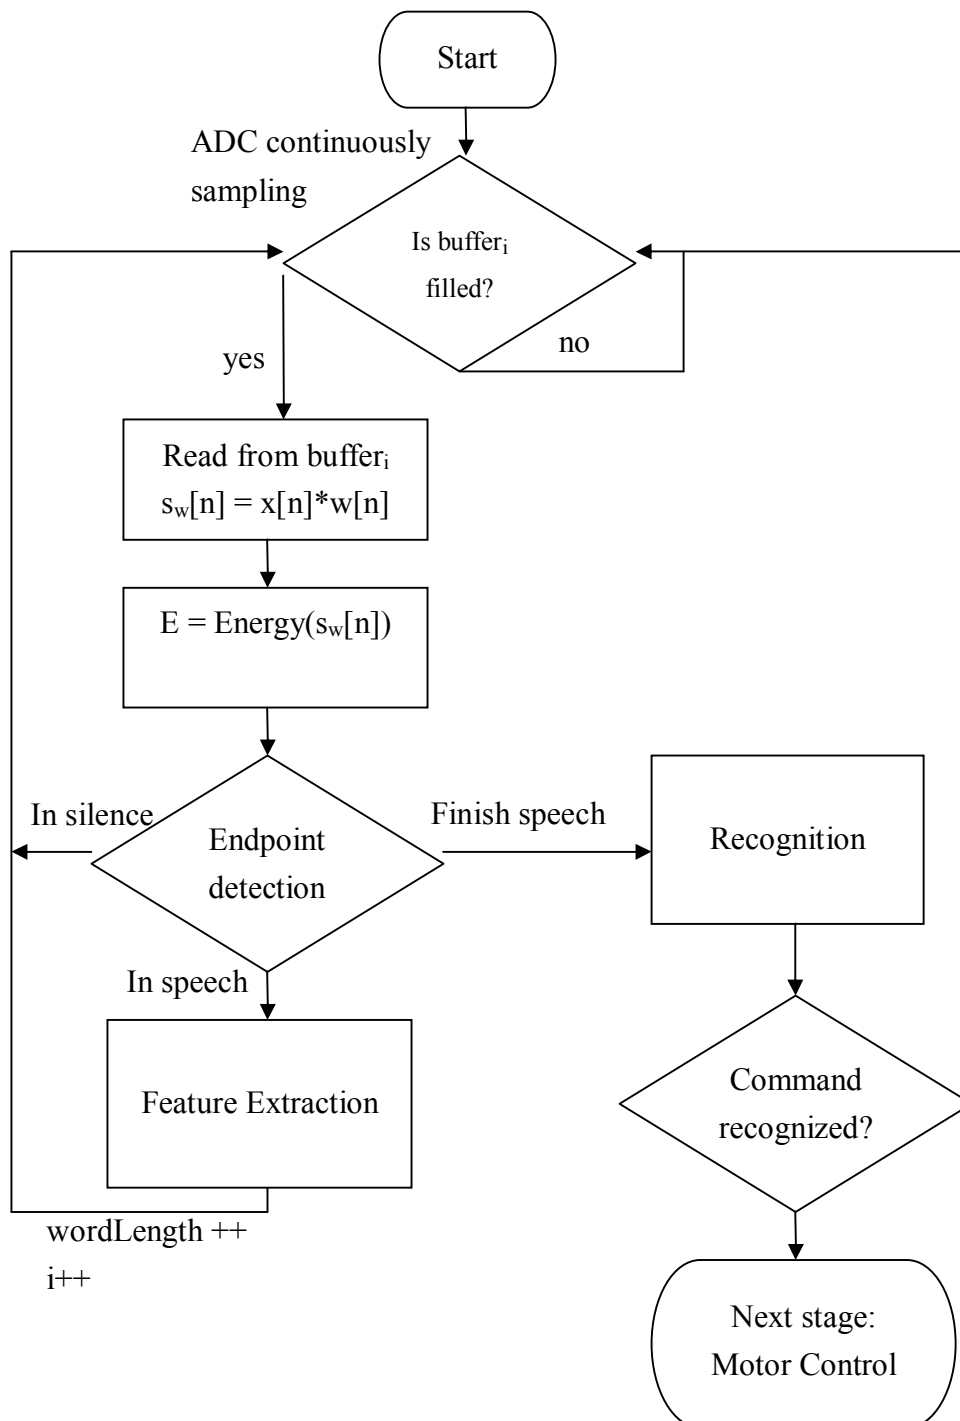 Start
ADC continuously
sampling
Is bufferᵢ
filled?
no
yes
Read from bufferᵢ
s_w[n] = x[n]*w[n]
E = Energy(s_w[n])
In silence
Endpoint
detection
Finish speech
Recognition
In speech
Feature Extraction
Command
recognized?
wordLength ++
i++
Next stage:
Motor Control